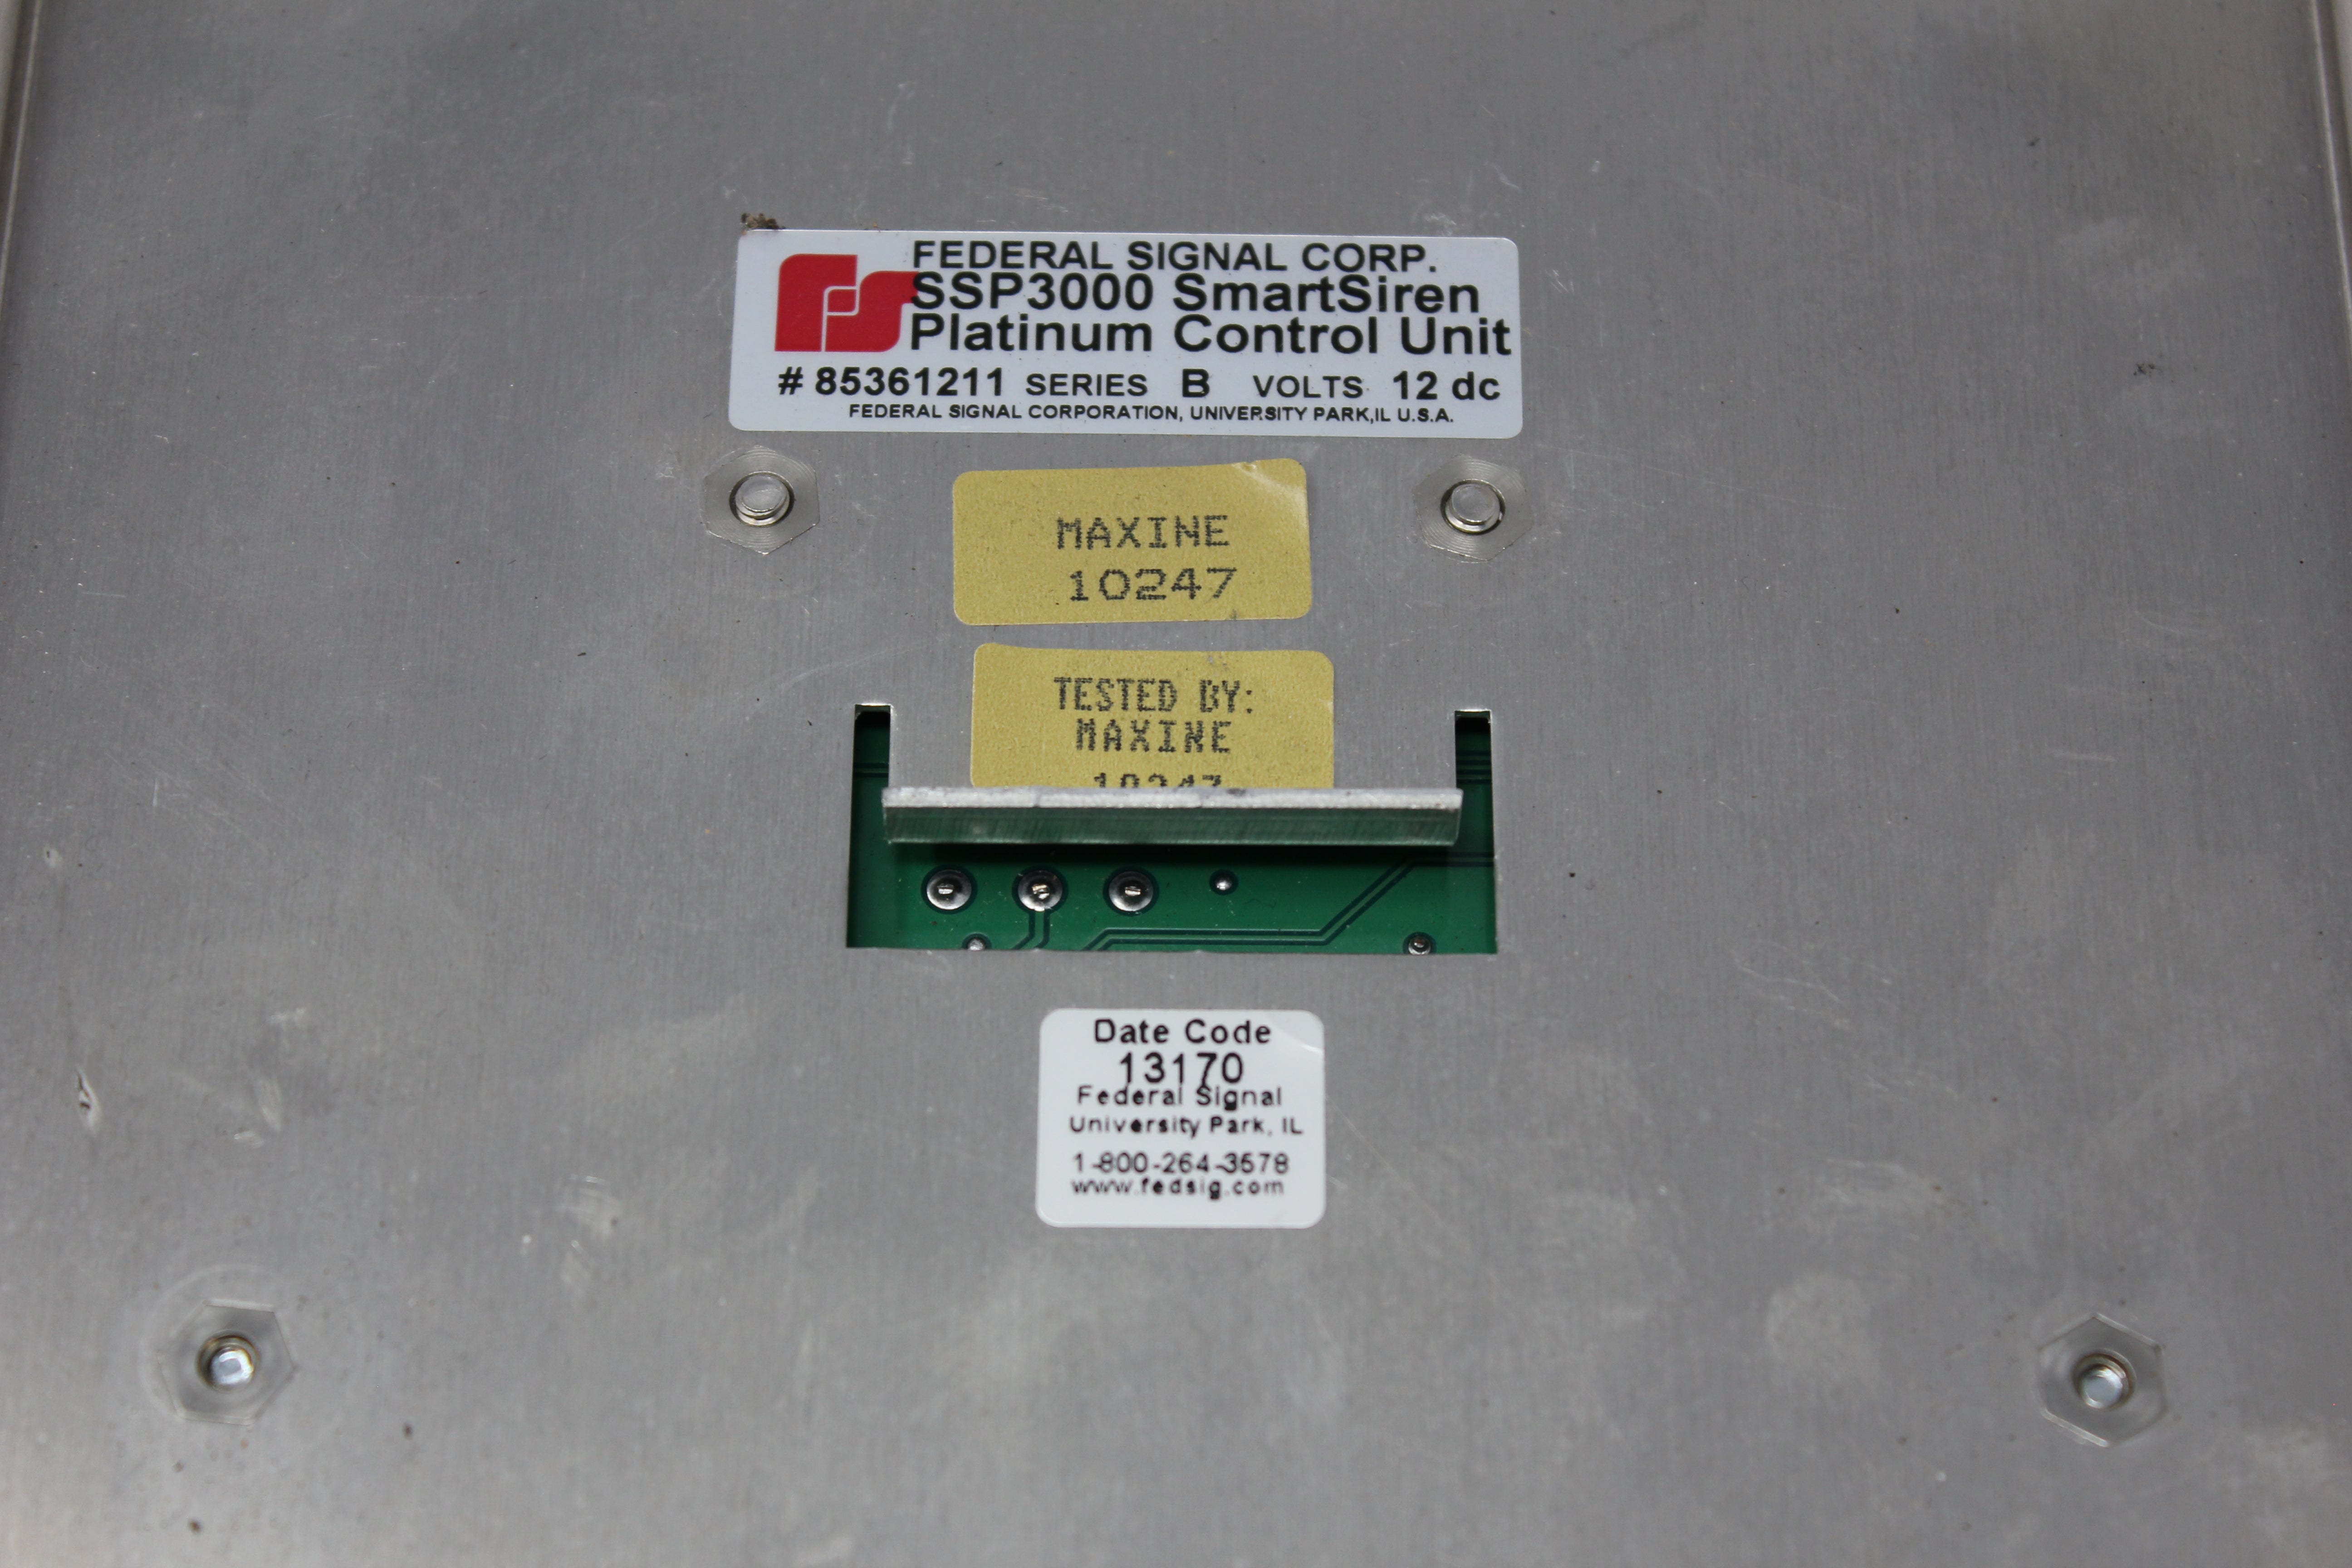 FEDERAL SIGNAL CORP.
SSP3000 SmartSiren
Platinum Control Unit
# 85361211 SERIES B VOLTS 12 dc
FEDERAL SIGNAL CORPORATION, UNIVERSITY PARK,IL U.S.A.
MAXINE
10247
TESTED BY:
MAXINE
10247
Date Code
13170
Federal Signal
University Park, IL
1-800-264-3578
www.fedsig.com